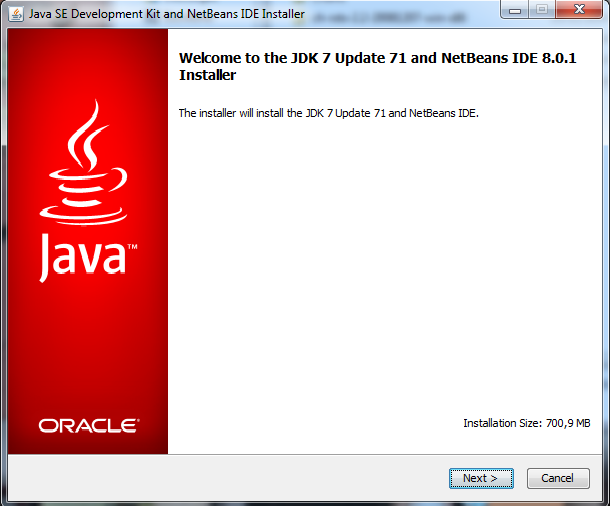 Java SE Development Kit and NetBeans IDE Installer
Welcome to the JDK 7 Update 71 and NetBeans IDE 8.0.1
Installer
The installer will install the JDK 7 Update 71 and NetBeans IDE.
Java™
ORACLE®
Installation Size: 700,9 MB
Next >
Cancel